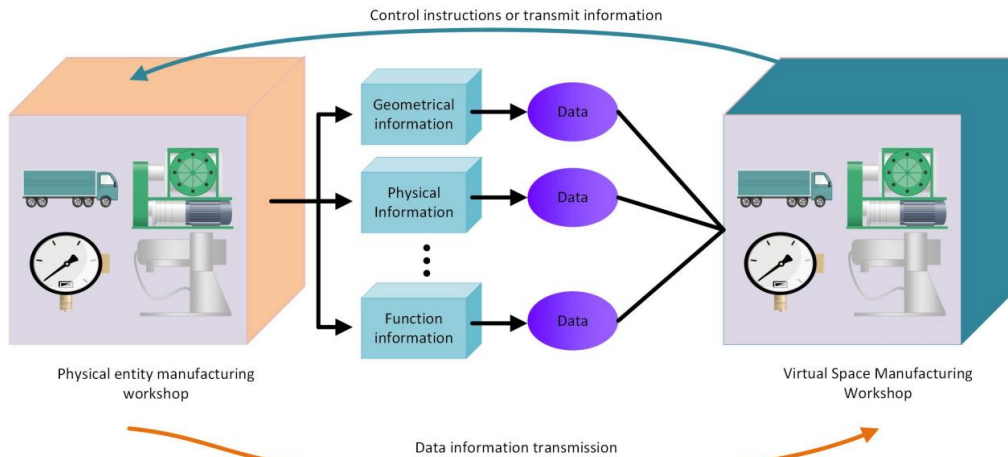 Control instructions or transmit information
Geometrical
information
Data
Physical
Information
Data
Function
information
Data
Physical entity manufacturing
workshop
Virtual Space Manufacturing
Workshop
Data information transmission